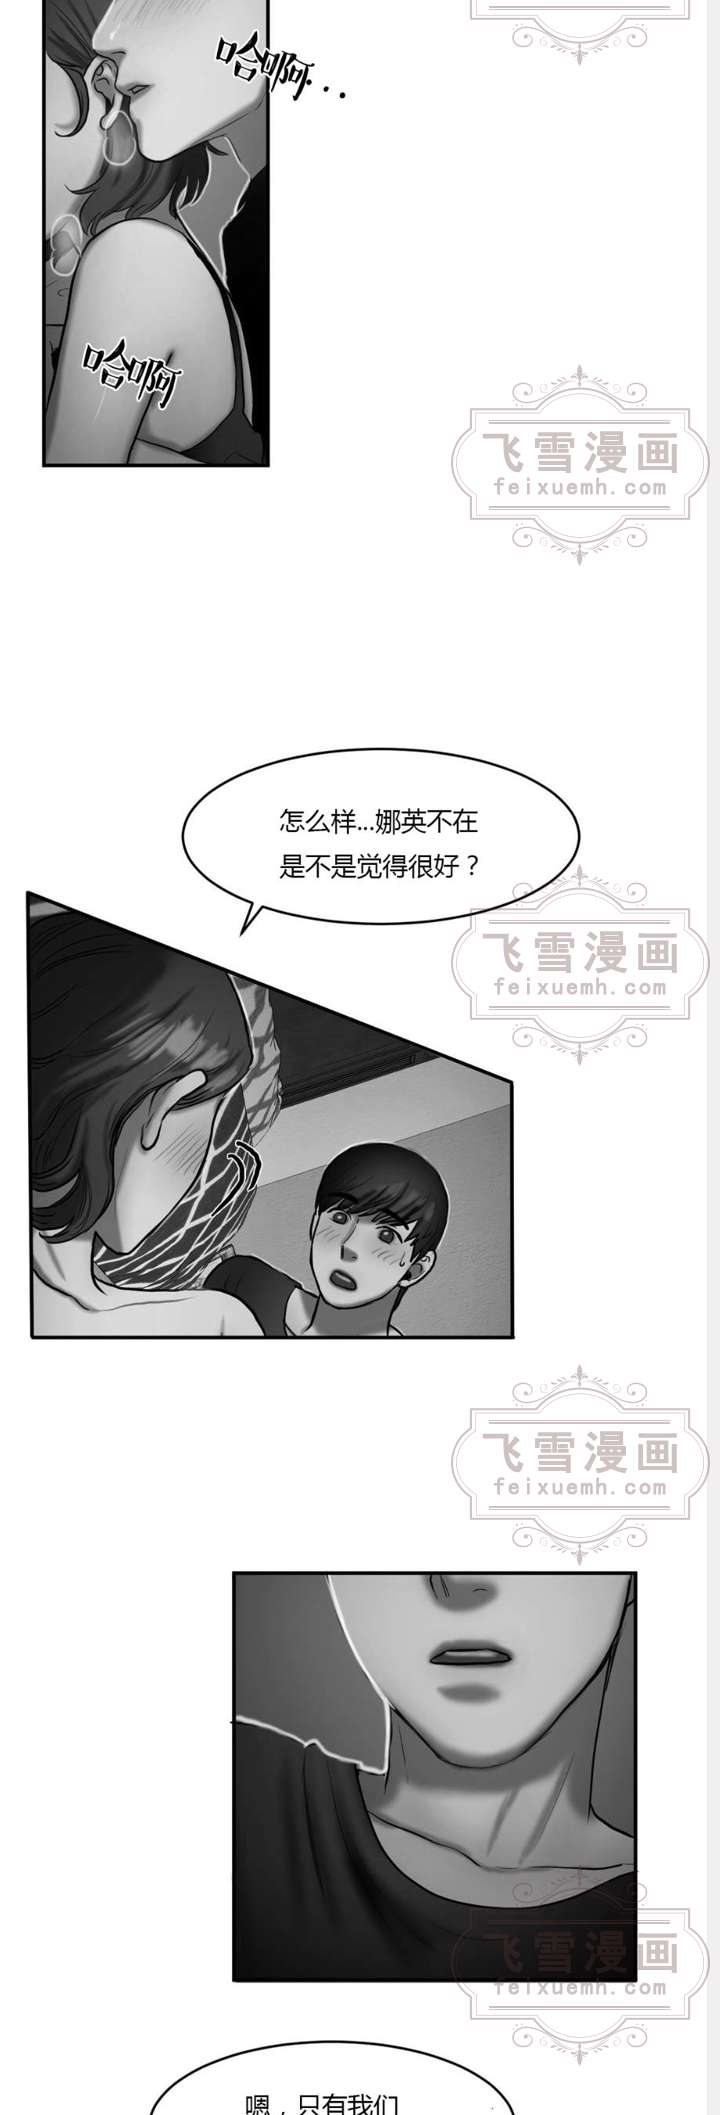 哈啊...
哈啊
飞雪漫画
feixuemh.com
怎么样...娜英不在
是不是觉得很好？
飞雪漫画
feixuemh.com
飞雪漫画
feixuemh.com
飞雪漫画
feixuemh.com
嗯，只有我们